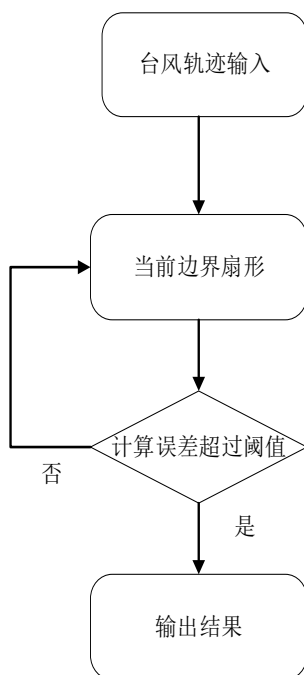 台风轨迹输入
当前边界扇形
计算误差超过阈值
否
是
输出结果